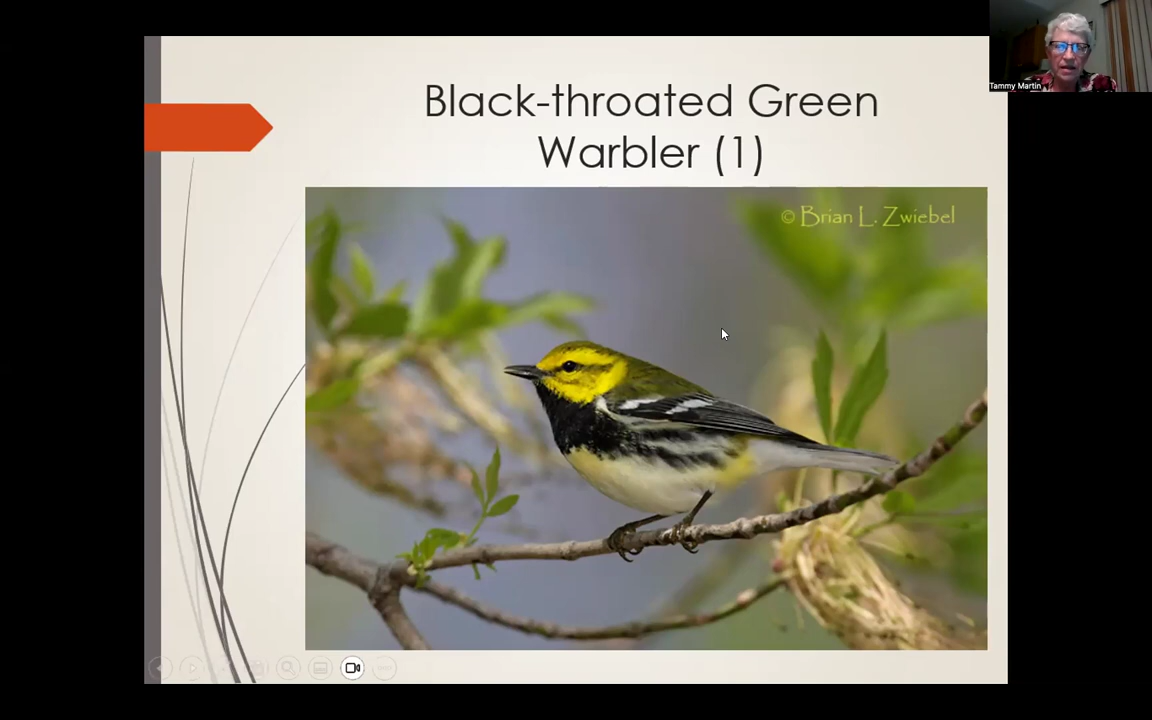 Black-throated Green
Warbler (1)
© Brian L. Zwiebel
Tammy Martin